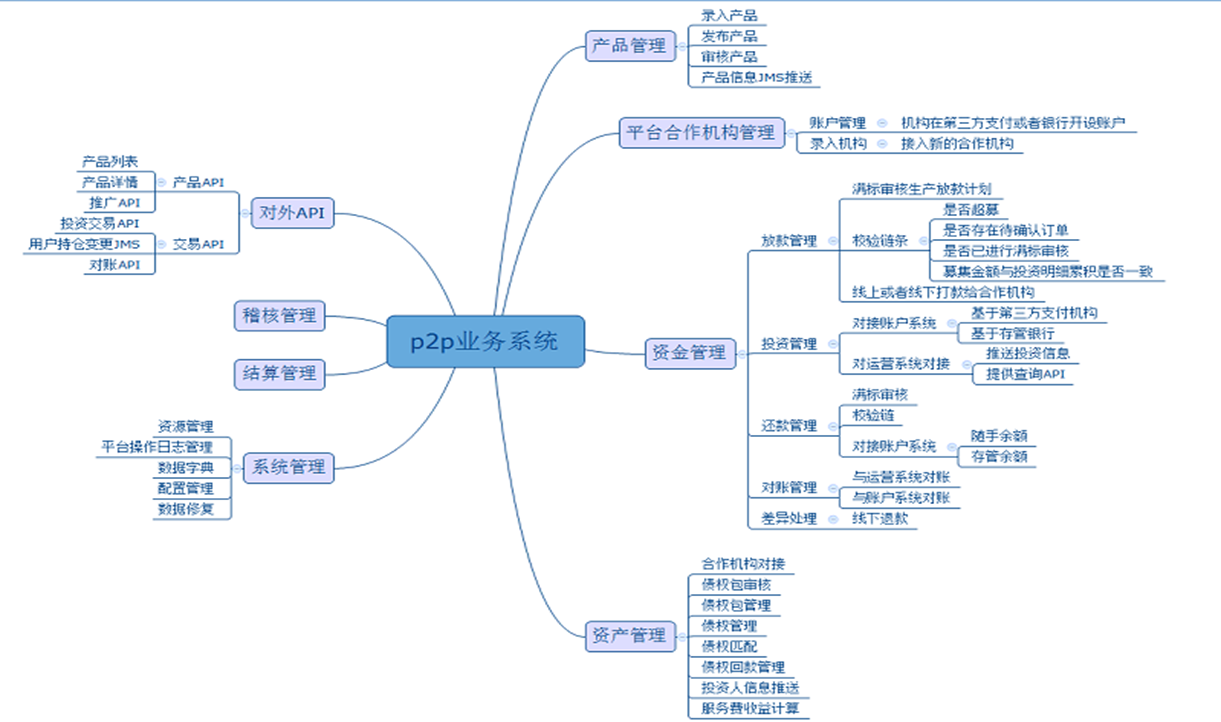 p2p业务系统
产品管理
录入产品
发布产品
审核产品
产品信息JMS推送
平台合作机构管理
账户管理
机构在第三方支付或者银行开设账户
录入机构
接入新的合作机构
资金管理
放款管理
满标审核生产放款计划
校验链条
是否超募
是否存在待确认订单
是否已进行满标审核
募集金额与投资明细累积是否一致
线上或者线下打款给合作机构
投资管理
对接账户系统
基于第三方支付机构
基于存管银行
对运营系统对接
推送投资信息
提供查询API
还款管理
满标审核
校验链
对接账户系统
随手余额
存管余额
对账管理
与运营系统对账
与账户系统对账
差异处理
线下退款
资产管理
合作机构对接
债权包审核
债权包管理
债权管理
债权匹配
债权回款管理
投资人信息推送
服务费收益计算
对外API
产品API
产品列表
产品详情
推广API
交易API
投资交易API
用户持仓变更JMS
对账API
稽核管理
结算管理
系统管理
资源管理
平台操作日志管理
数据字典
配置管理
数据修复